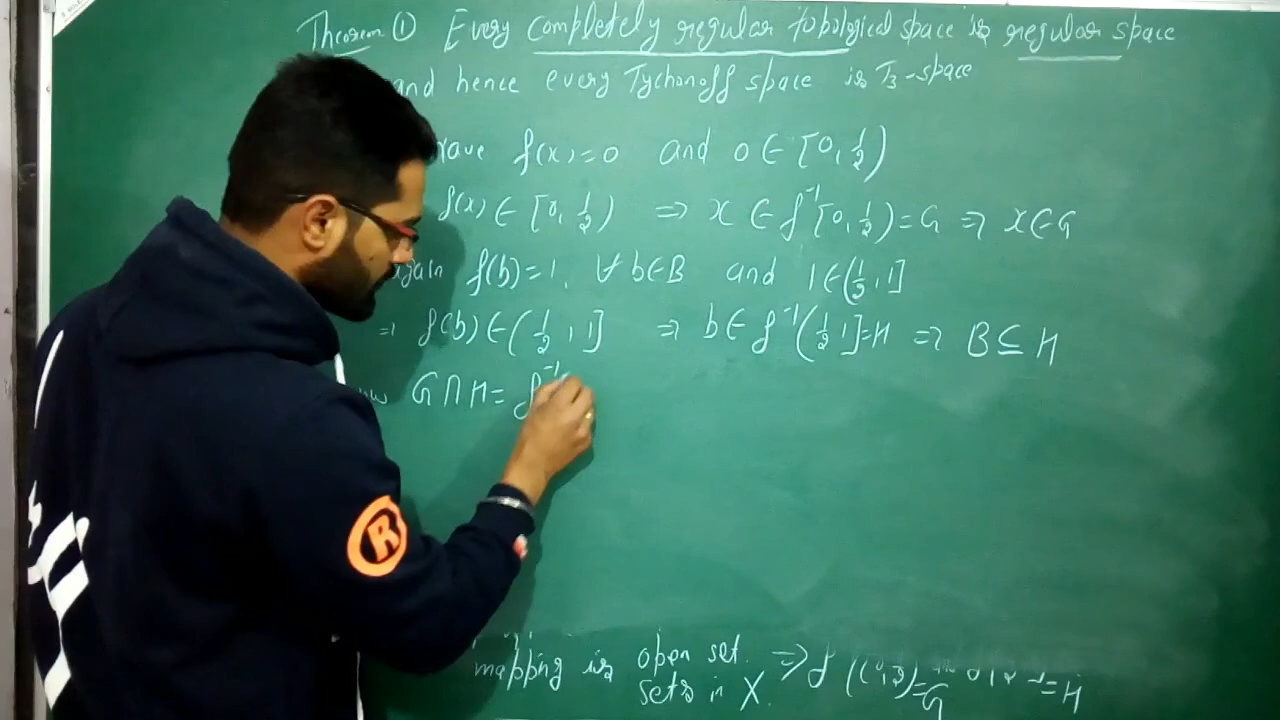 Theorem ① Every completely regular topological space is regular space
and hence every Tychonoff space is T₃-space
f(x)=0 and 0∈[0,½)
f(x)∈[0,½) ⇒ x∈f⁻¹[0,½)=G ⇒ x∈G
f(b)=1, ∀ b∈B and 1∈(½,1]
⇒ f(b)∈(½,1] ⇒ b∈f⁻¹(½,1]=H ⇒ B⊆H
G∩H= f⁻¹
mapping is open set. ⇒ f
sets in X.
=G
=H
R